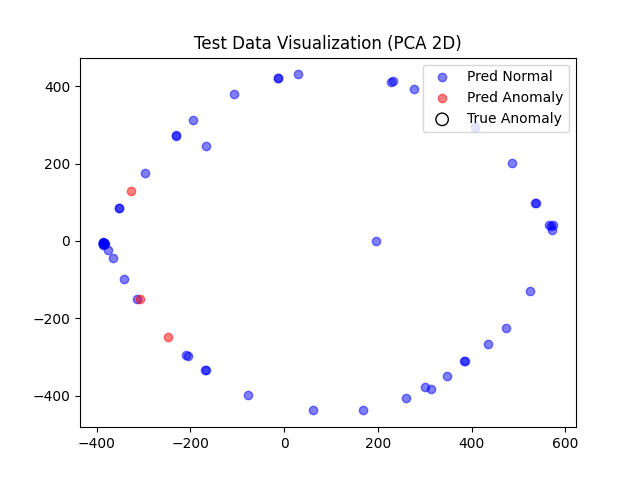 Test Data Visualization (PCA 2D)
Pred Normal
Pred Anomaly
True Anomaly
400
200
0
−200
−400
−400 −200 0 200 400 600